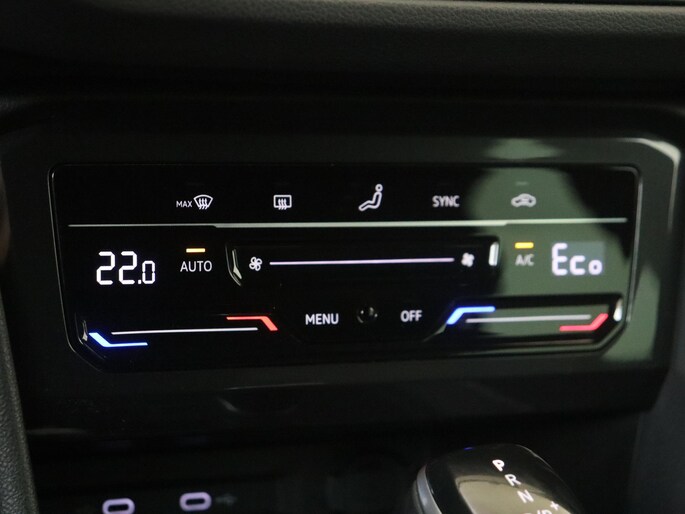 MAX SYNC
22.0 AUTO A/C Eco
MENU OFF
P
R
N
D/S +